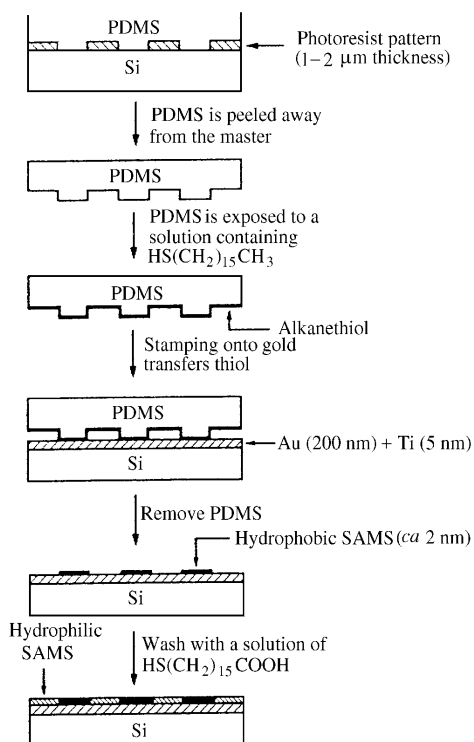 PDMS
Photoresist pattern
(1–2 μm thickness)
Si
PDMS is peeled away
from the master
PDMS
PDMS is exposed to a
solution containing
HS(CH₂)₁₅CH₃
PDMS
Alkanethiol
Stamping onto gold
transfers thiol
PDMS
Au (200 nm) + Ti (5 nm)
Si
Remove PDMS
Hydrophobic SAMS (ca 2 nm)
Si
Hydrophilic
SAMS
Wash with a solution of
HS(CH₂)₁₅COOH
Si